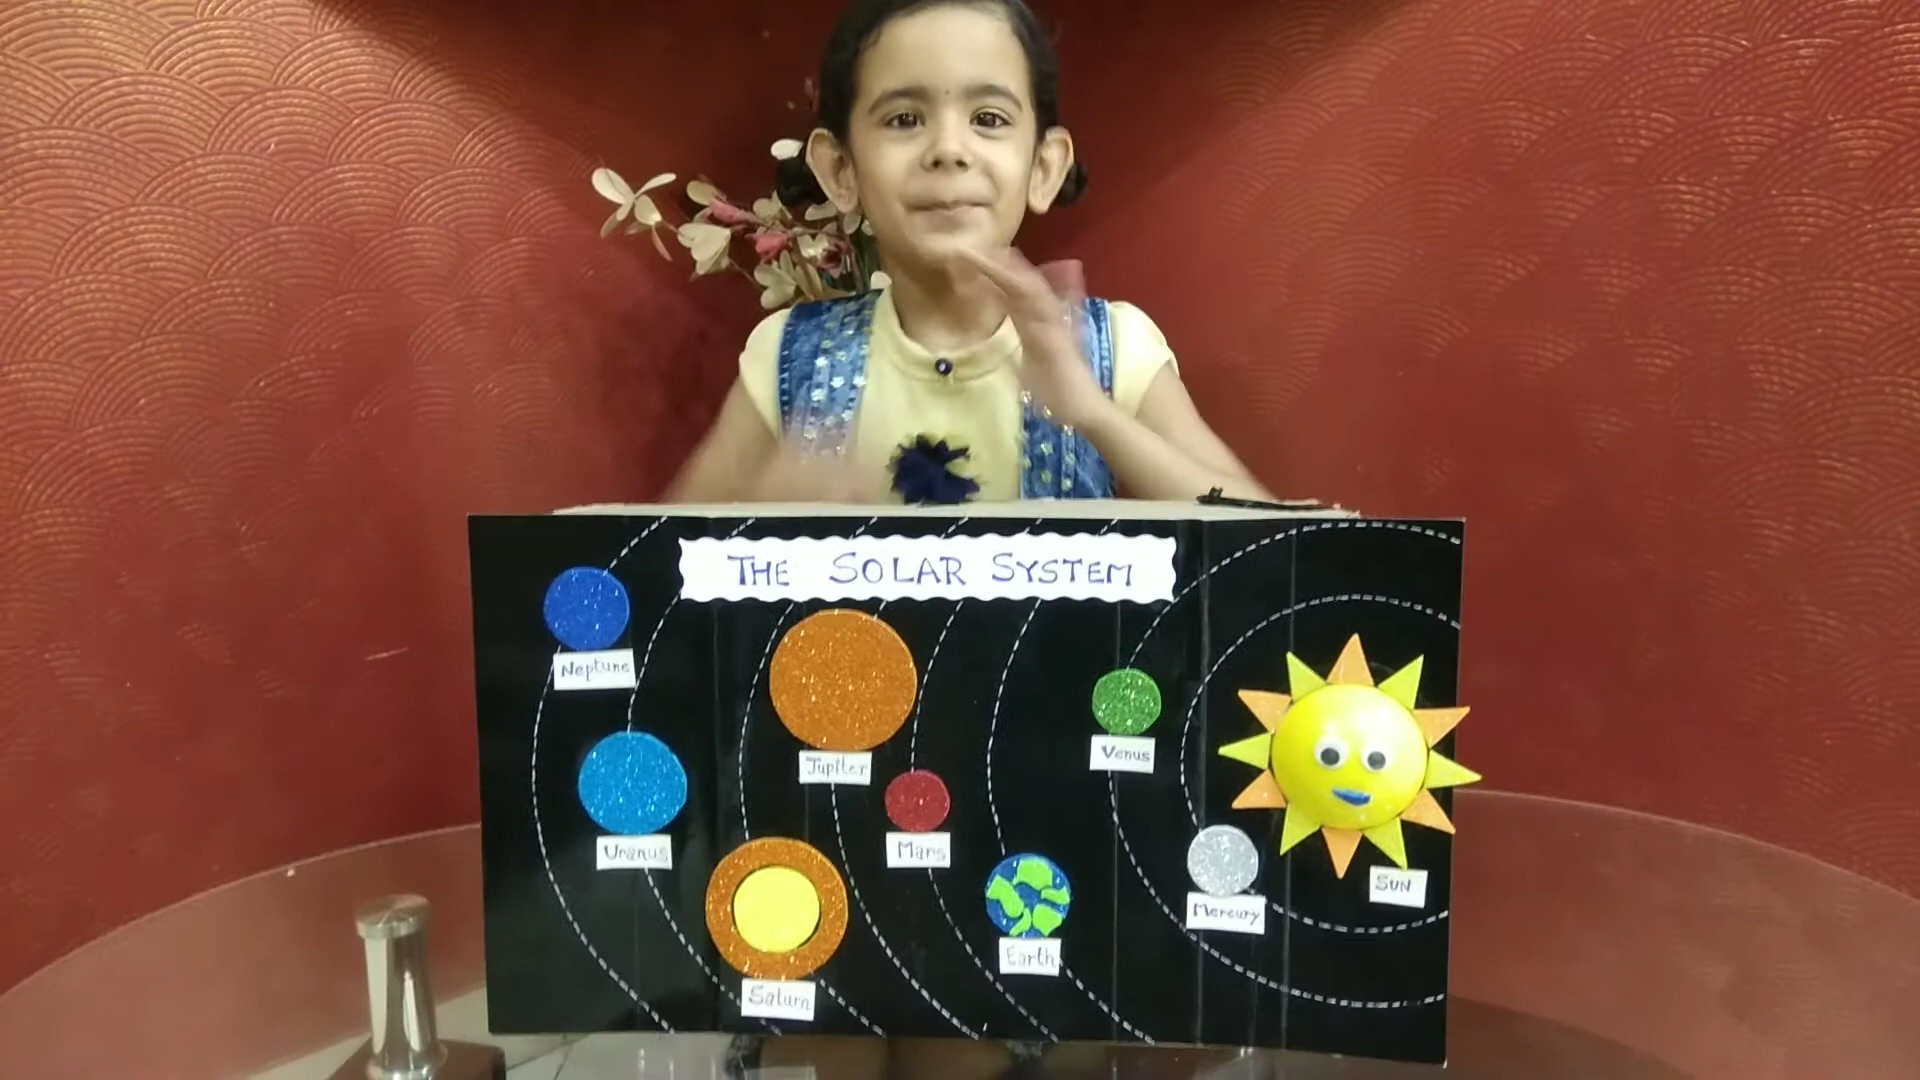 THE SOLAR SYSTEM
Neptune
Jupiter
Venus
Uranus
Mars
SUN
Mercury
Earth
Saturn